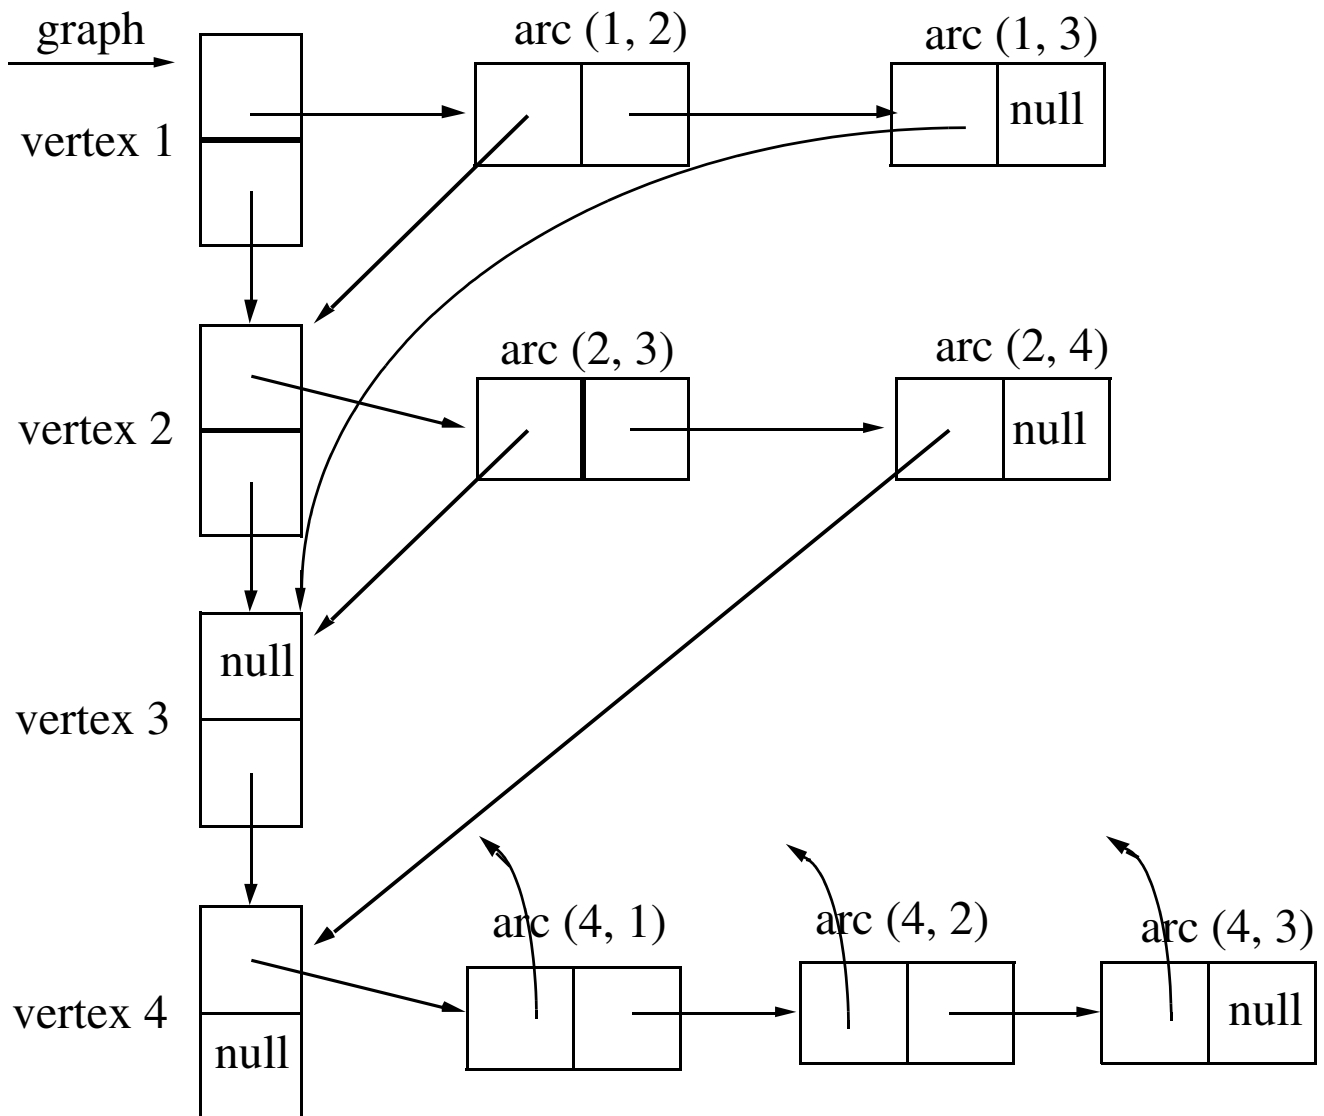 graph
arc (1, 2)
arc (1, 3)
null
vertex 1
arc (2, 3)
arc (2, 4)
vertex 2
null
null
vertex 3
arc (4, 1)
arc (4, 2)
arc (4, 3)
vertex 4
null
null